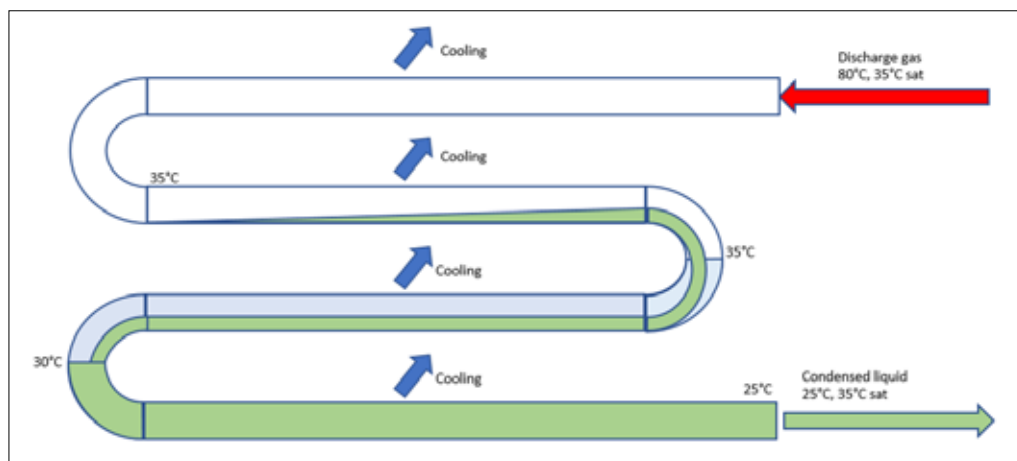 Cooling
Discharge gas
80°C, 35°C sat
Cooling
35°C
35°C
Cooling
30°C
Cooling
25°C
Condensed liquid
25°C, 35°C sat